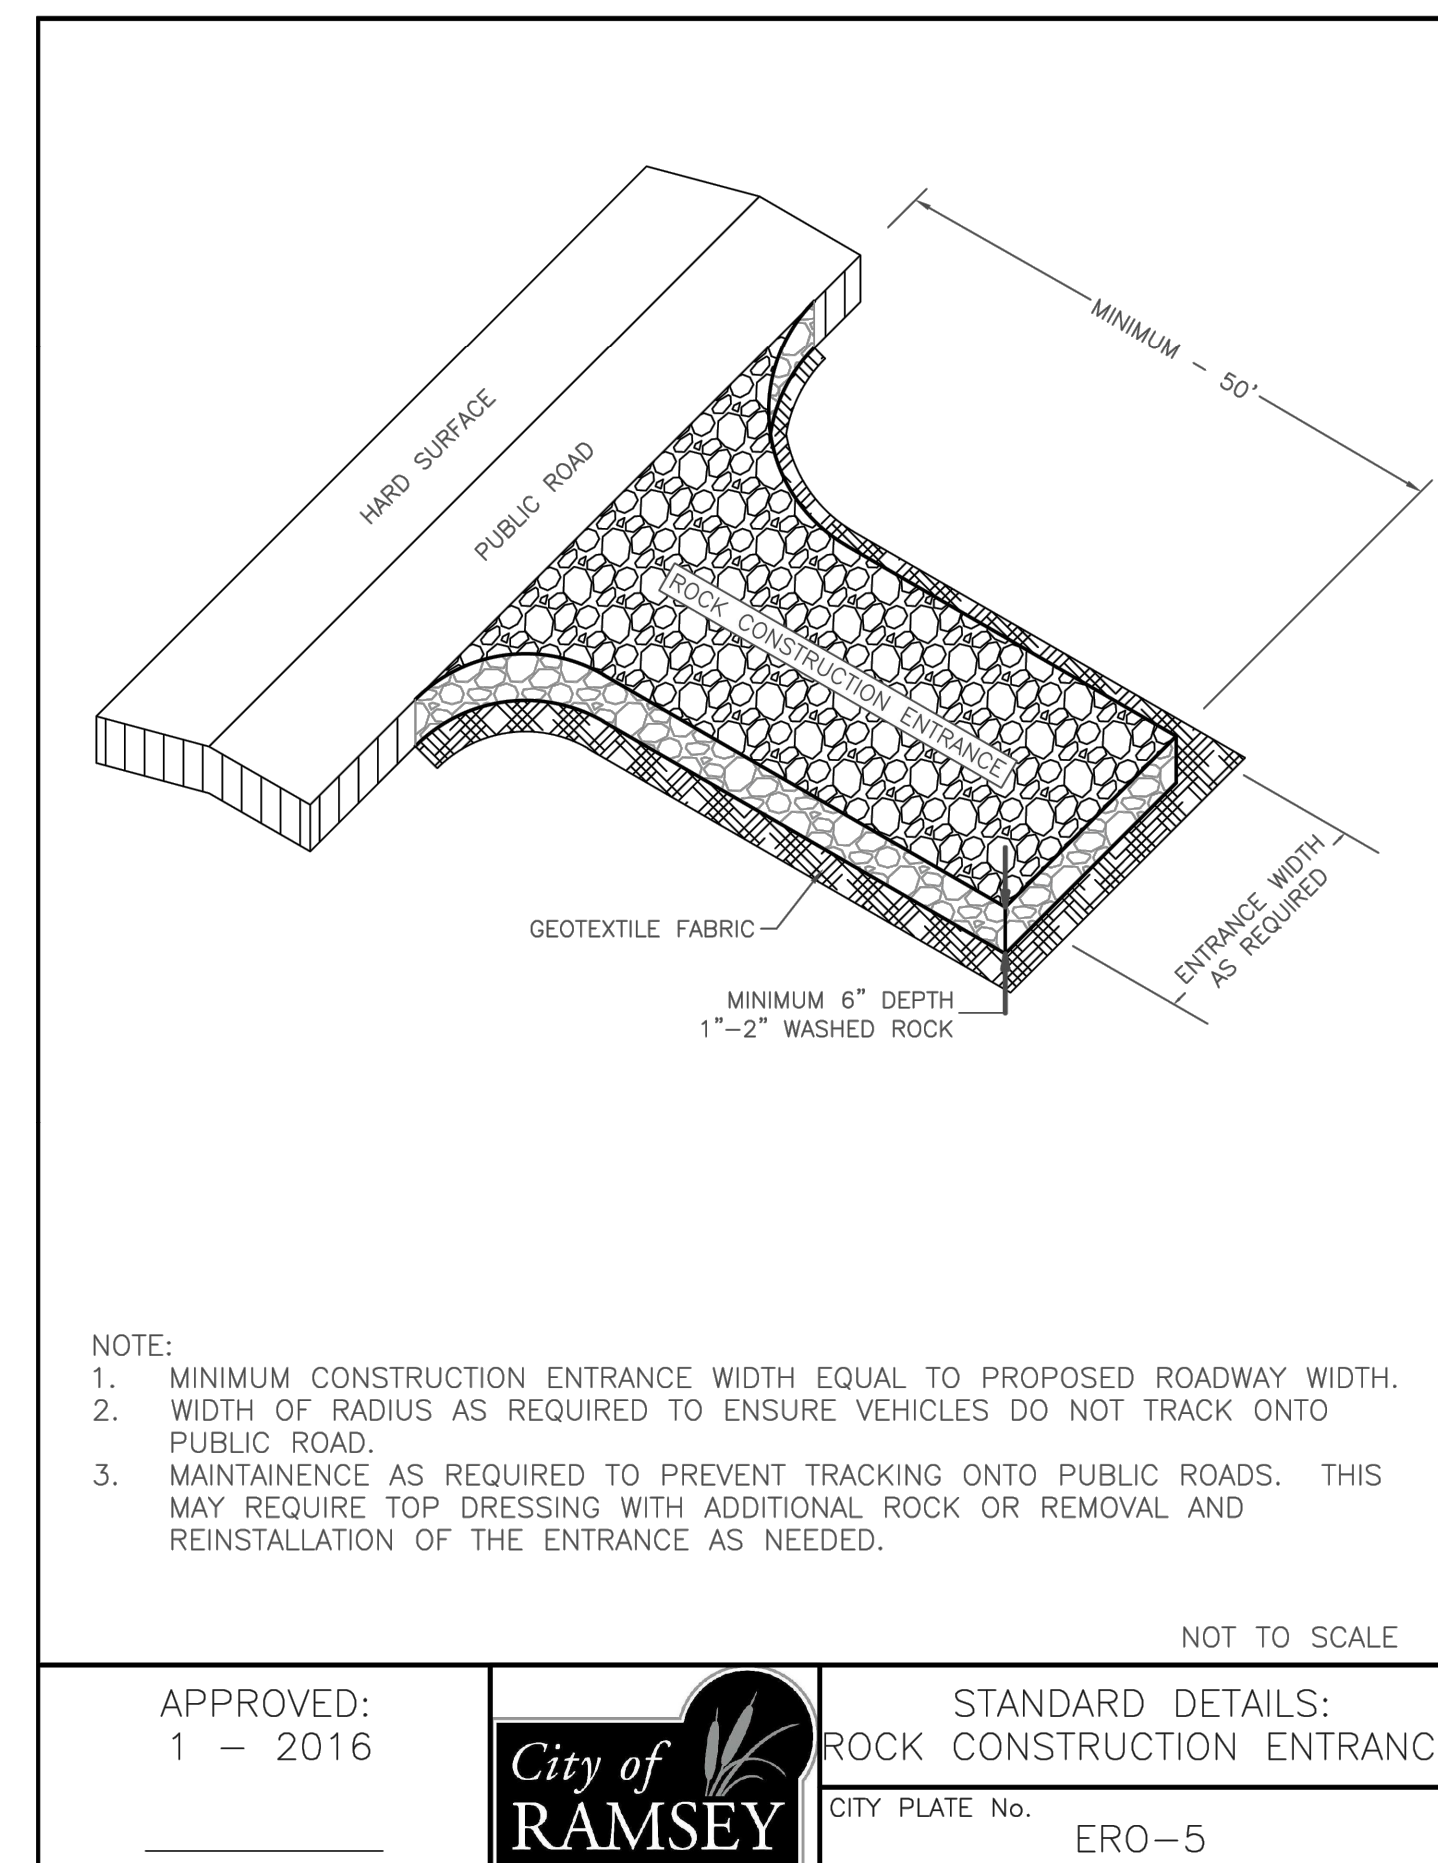 MINIMUM – 50'
HARD SURFACE
PUBLIC ROAD
ROCK CONSTRUCTION ENTRANCE
ENTRANCE WIDTH
AS REQUIRED
GEOTEXTILE FABRIC
MINIMUM 6" DEPTH
1"–2" WASHED ROCK
NOTE:
1. MINIMUM CONSTRUCTION ENTRANCE WIDTH EQUAL TO PROPOSED ROADWAY WIDTH.
2. WIDTH OF RADIUS AS REQUIRED TO ENSURE VEHICLES DO NOT TRACK ONTO
PUBLIC ROAD.
3. MAINTAINENCE AS REQUIRED TO PREVENT TRACKING ONTO PUBLIC ROADS. THIS
MAY REQUIRE TOP DRESSING WITH ADDITIONAL ROCK OR REMOVAL AND
REINSTALLATION OF THE ENTRANCE AS NEEDED.
NOT TO SCALE
APPROVED:
1 – 2016
City of
RAMSEY
STANDARD DETAILS:
ROCK CONSTRUCTION ENTRANC
CITY PLATE No.
ERO–5